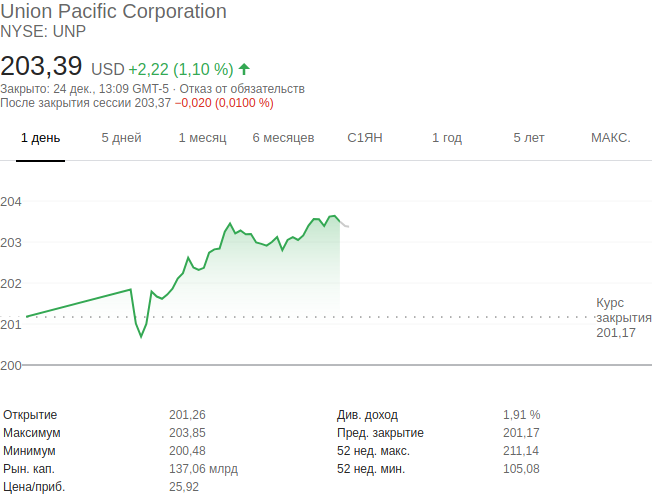 Union Pacific Corporation
NYSE: UNP
203,39 USD +2,22 (1,10 %)
Закрыто: 24 дек., 13:09 GMT-5 · Отказ от обязательств
После закрытия сессии 203,37 −0,020 (0,0100 %)
1 день 5 дней 1 месяц 6 месяцев С1ЯН 1 год 5 лет МАКС.
204
203
202
201
200
Курс
закрытия
201,17
Открытие 201,26 Див. доход 1,91 %
Максимум 203,85 Пред. закрытие 201,17
Минимум 200,48 52 нед. макс. 211,14
Рын. кап. 137,06 млрд 52 нед. мин. 105,08
Цена/приб. 25,92